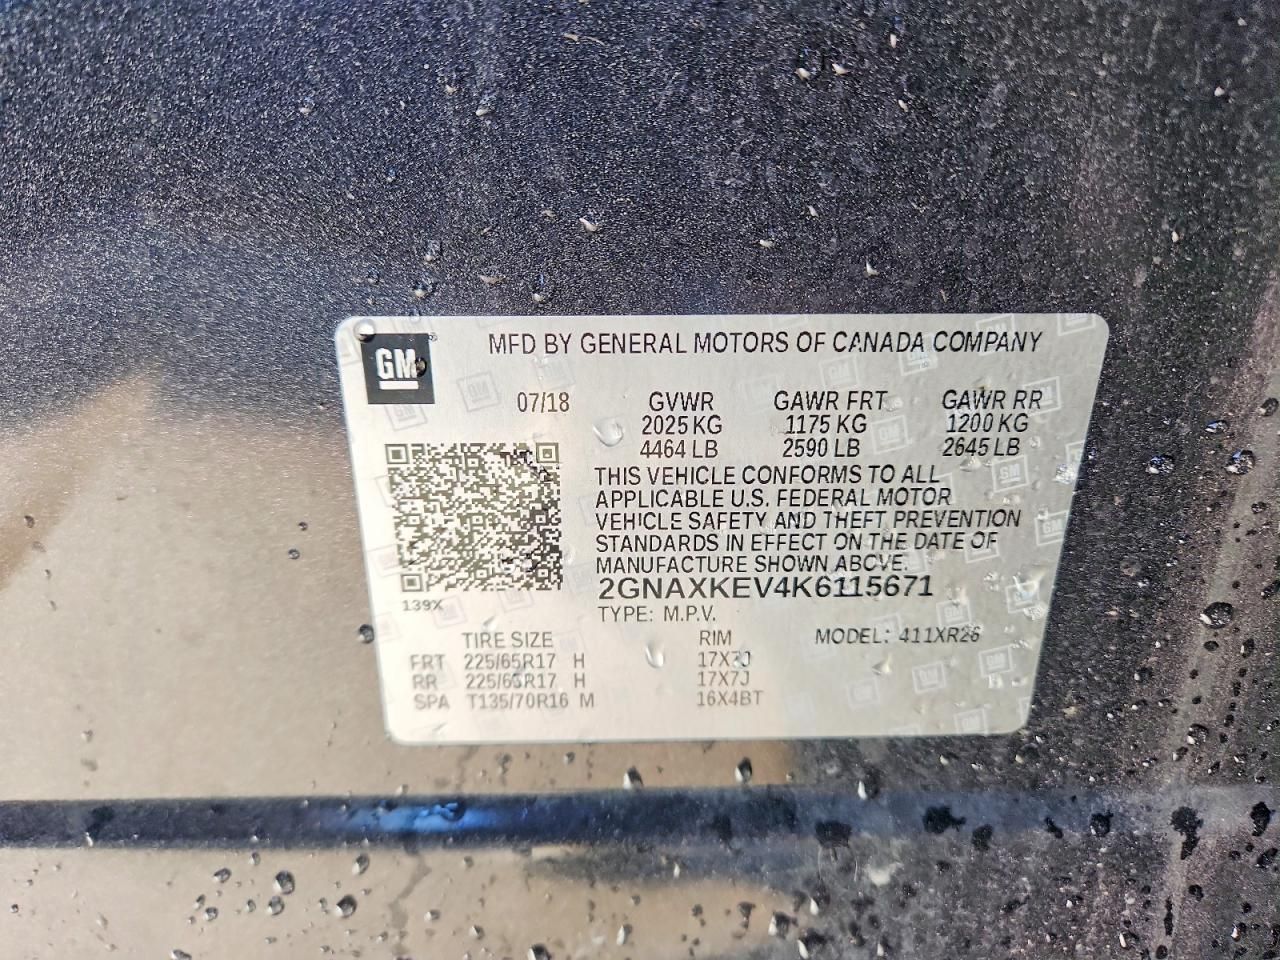 GM
MFD BY GENERAL MOTORS OF CANADA COMPANY
07/18 GVWR GAWR FRT GAWR RR
2025 KG 1175 KG 1200 KG
4464 LB 2590 LB 2645 LB
THIS VEHICLE CONFORMS TO ALL
APPLICABLE U.S. FEDERAL MOTOR
VEHICLE SAFETY AND THEFT PREVENTION
STANDARDS IN EFFECT ON THE DATE OF
MANUFACTURE SHOWN ABOVE.
2GNAXKEV4K6115671
139X
TYPE: M.P.V.
TIRE SIZE RIM MODEL: 411XR26
FRT 225/65R17 H 17X7J
RR 225/65R17 H 17X7J
SPA T135/70R16 M 16X4BT